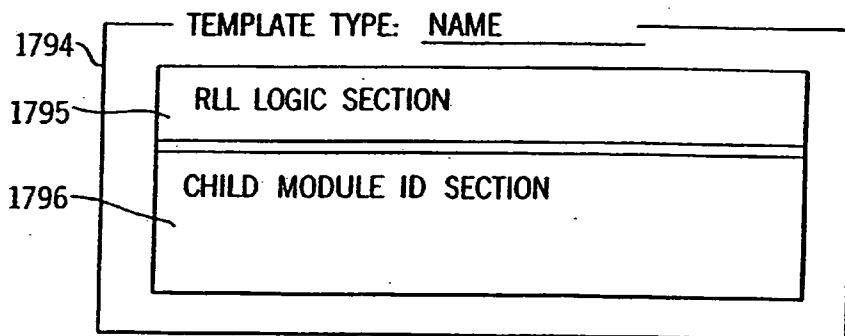 TEMPLATE TYPE: NAME
1794
RLL LOGIC SECTION
1795
CHILD MODULE ID SECTION
1796